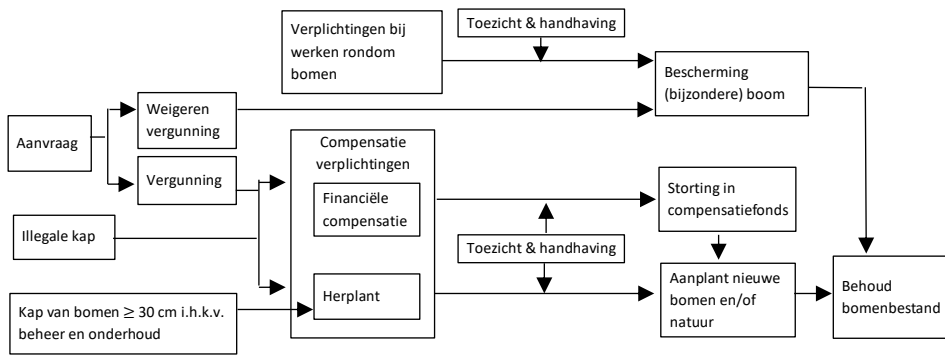 Verplichtingen bij
werken rondom
bomen
Toezicht & handhaving
Bescherming
(bijzondere) boom
Aanvraag
Weigeren
vergunning
Vergunning
Illegale kap
Kap van bomen ≥ 30 cm i.h.k.v.
beheer en onderhoud
Compensatie
verplichtingen
Financiële
compensatie
Herplant
Toezicht & handhaving
Storting in
compensatiefonds
Aanplant nieuwe
bomen en/of
natuur
Behoud
bomenbestand